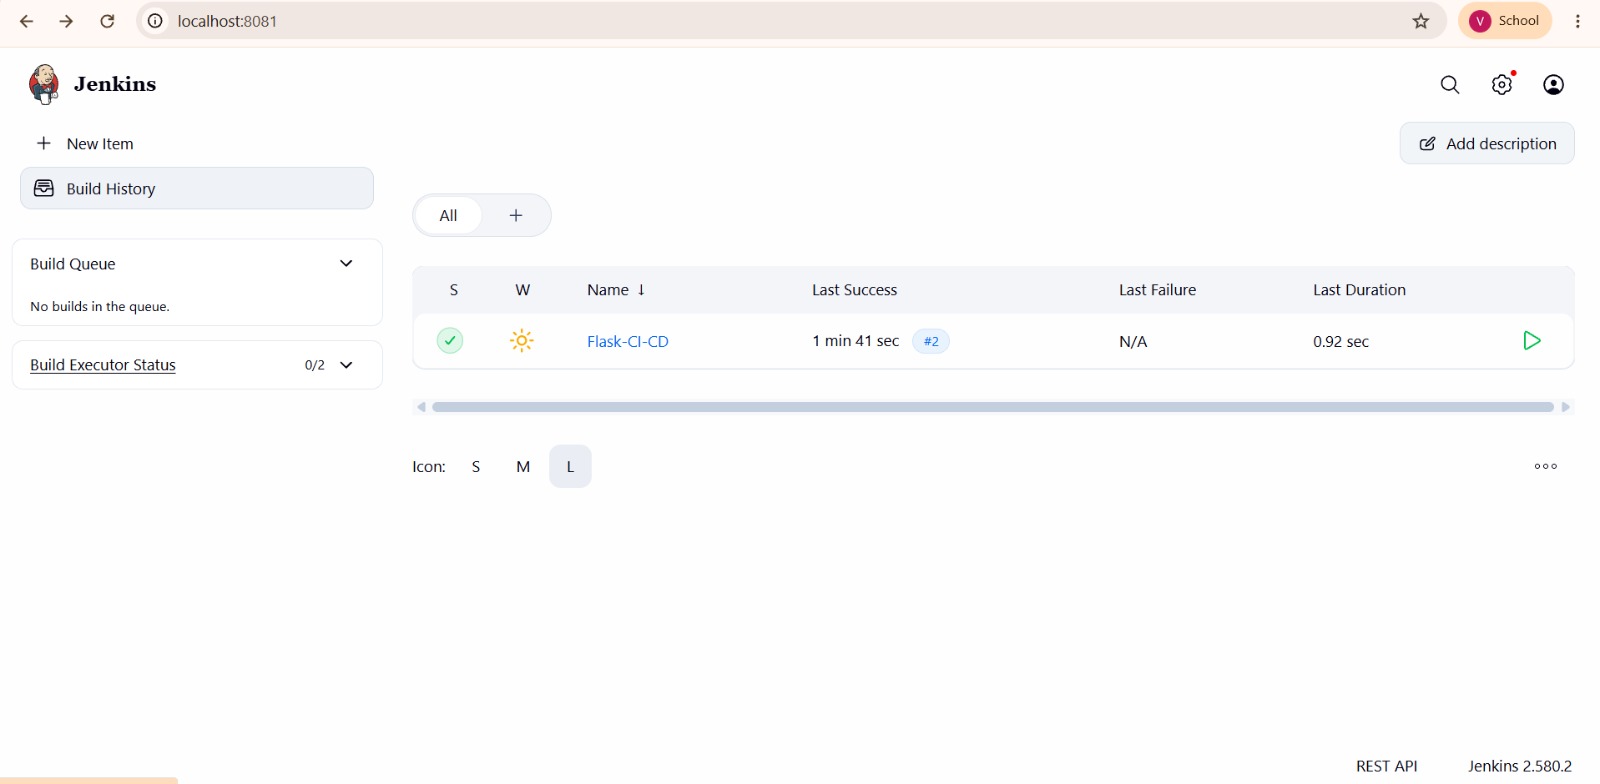 localhost:8081
V School
Jenkins
New Item
Add description
Build History
All
Build Queue
No builds in the queue.
S W Name ↓ Last Success Last Failure Last Duration
Flask-CI-CD 1 min 41 sec #2 N/A 0.92 sec
Build Executor Status 0/2
Icon: S M L
REST API Jenkins 2.580.2